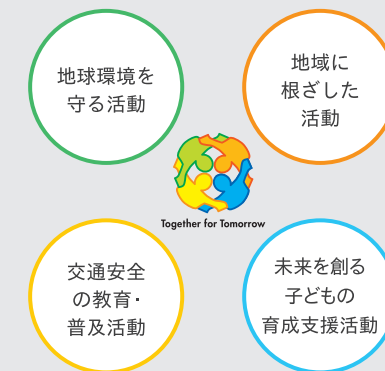 地球環境を
守る活動
地域に
根ざした
活動
Together for Tomorrow
交通安全
の教育・
普及活動
未来を創る
子どもの
育成支援活動